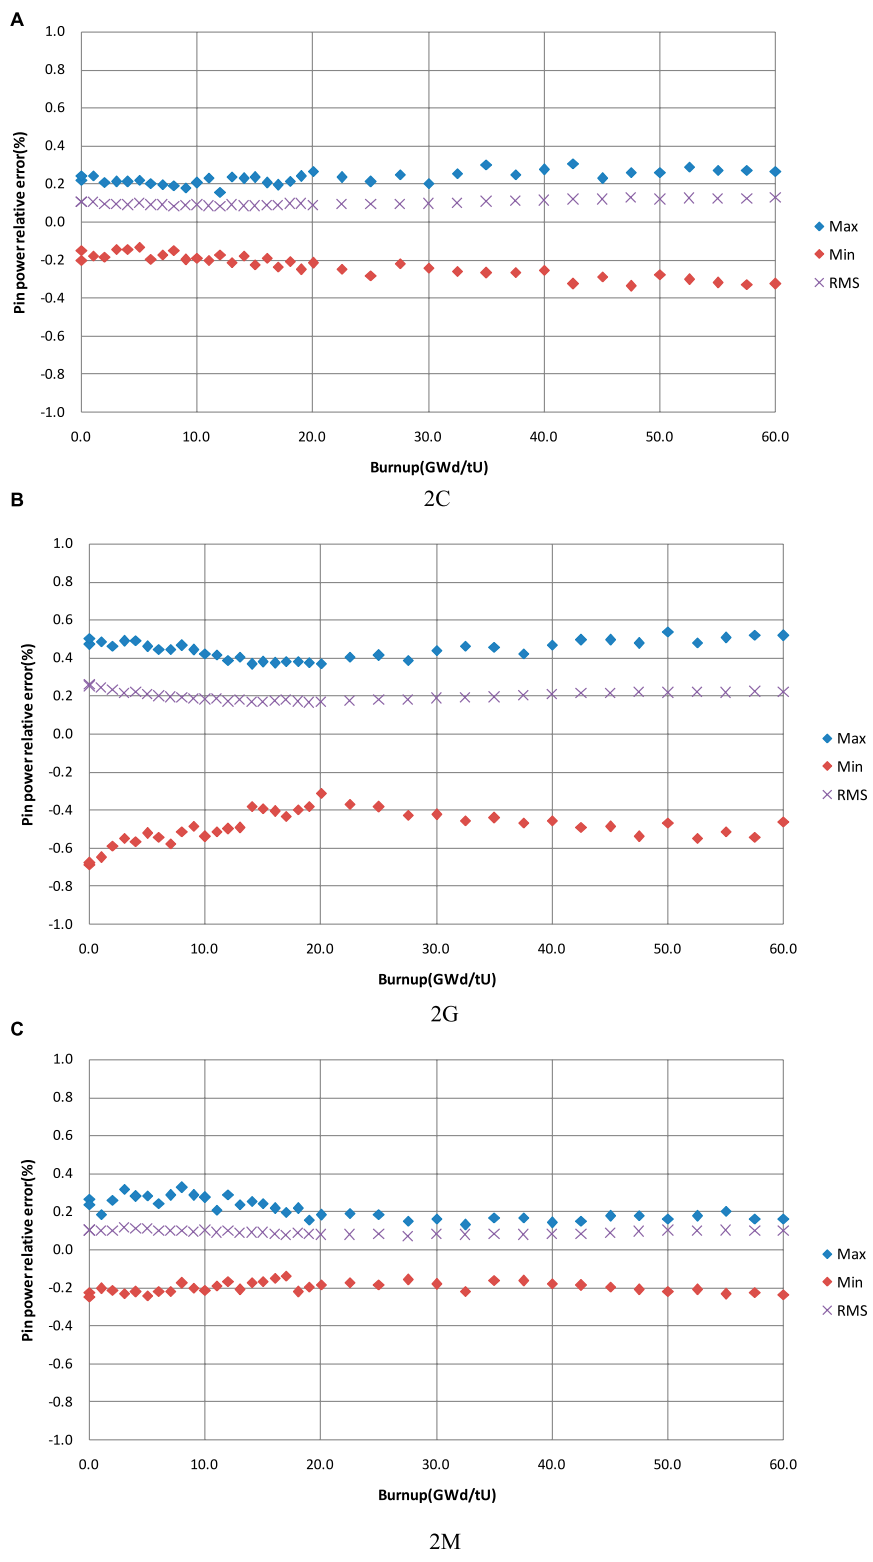 A
1.0
0.8
0.6
0.4
0.2
0.0
-0.2
-0.4
-0.6
-0.8
-1.0
Pin power relative error(%)
0.0 10.0 20.0 30.0 40.0 50.0 60.0
Burnup(GWd/tU)
Max
Min
RMS
2C
B
1.0
0.8
0.6
0.4
0.2
0.0
-0.2
-0.4
-0.6
-0.8
-1.0
Pin power relative error(%)
0.0 10.0 20.0 30.0 40.0 50.0 60.0
Burnup(GWd/tU)
Max
Min
RMS
2G
C
1.0
0.8
0.6
0.4
0.2
0.0
-0.2
-0.4
-0.6
-0.8
-1.0
Pin power relative error(%)
0.0 10.0 20.0 30.0 40.0 50.0 60.0
Burnup(GWd/tU)
Max
Min
RMS
2M